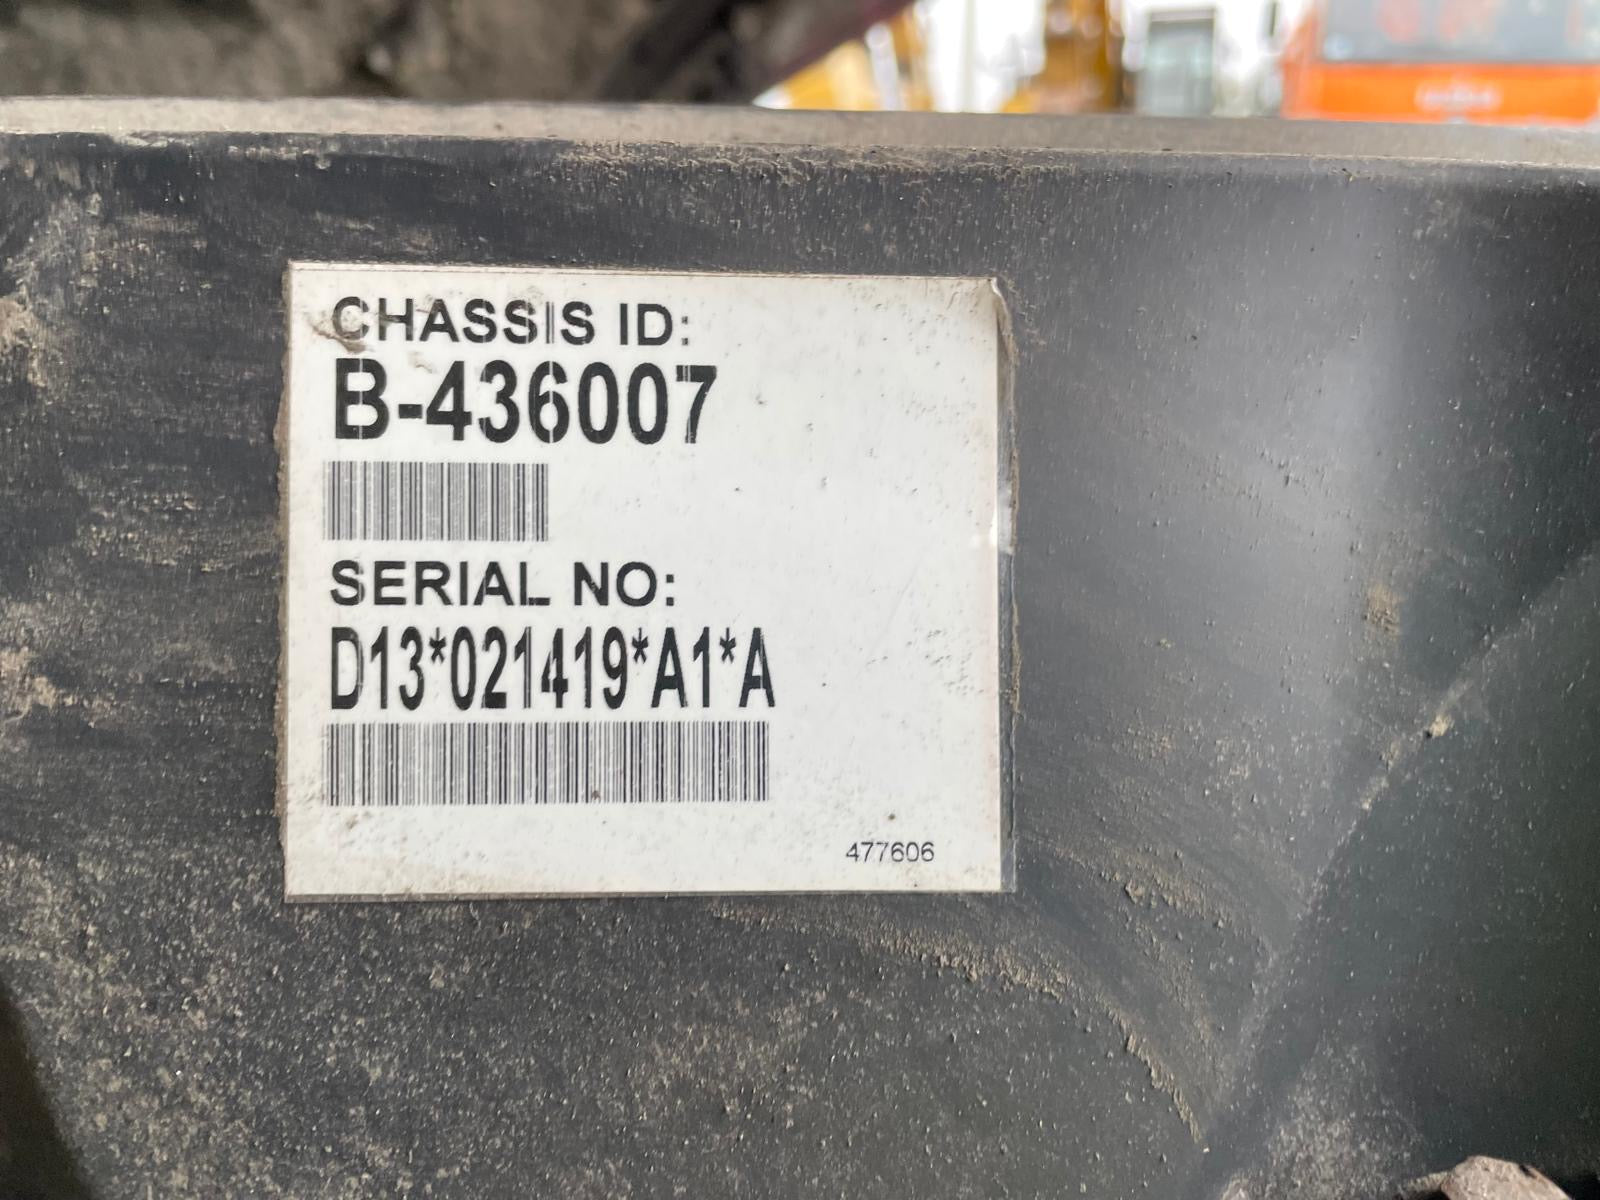 CHASSIS ID:
B-436007
SERIAL NO:
D13*021419*A1*A
477606